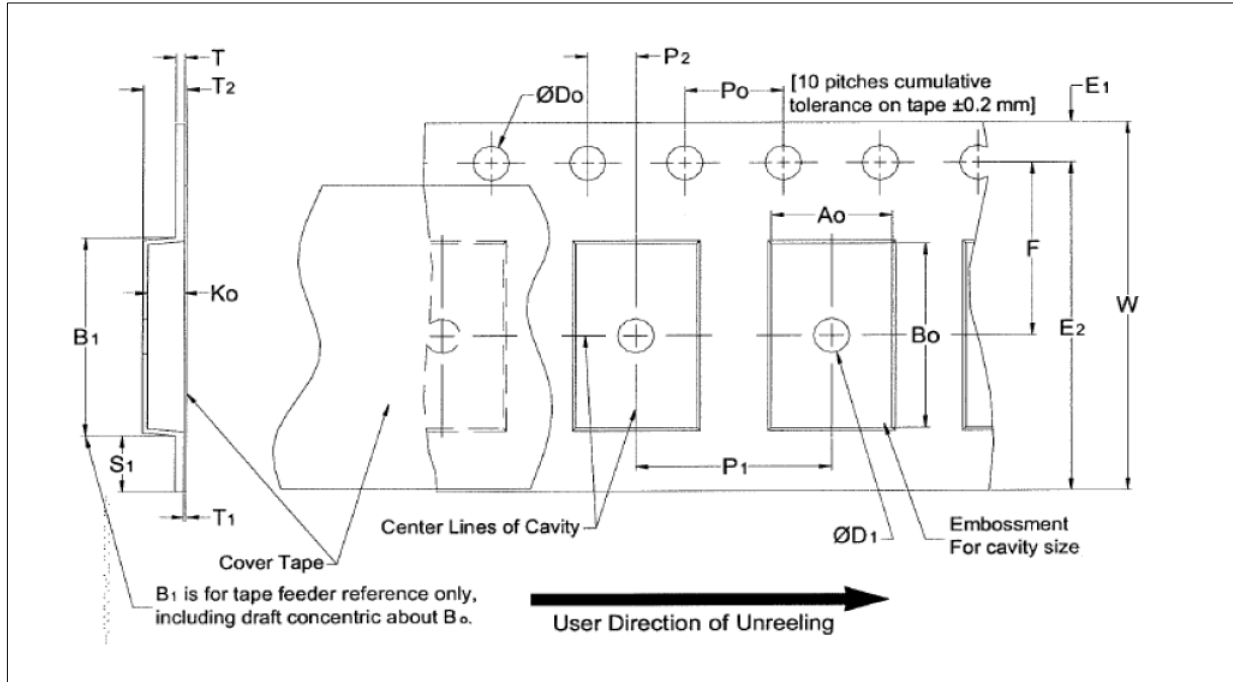 T
T2
P2
ØDo
Po
[10 pitches cumulative
tolerance on tape ±0.2 mm]
E1
Ao
F
W
Ko
B1
Bo
E2
S1
P1
T1
Center Lines of Cavity
ØD1
Embossment
For cavity size
Cover Tape
B1 is for tape feeder reference only,
including draft concentric about Bo.
User Direction of Unreeling